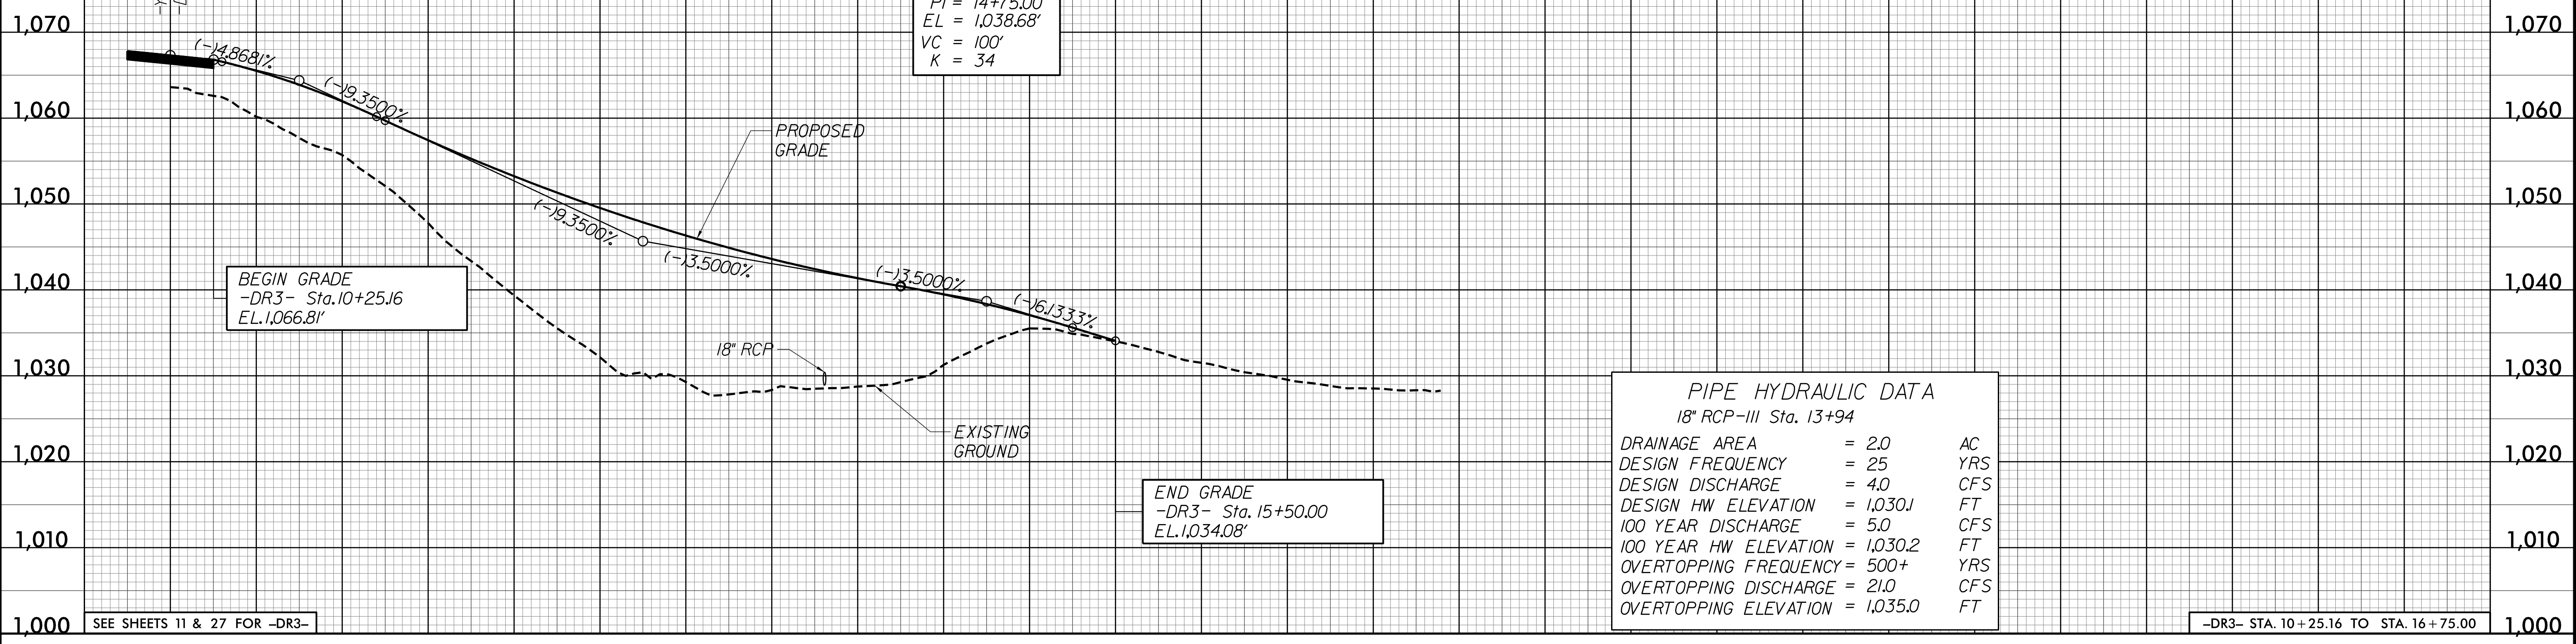 PI = 14+75.00
EL = 1,038.68'
VC = 100'
K = 34
1,070
1,070
(-)4.8681%
(-)9.3500%
1,060
1,060
PROPOSED
GRADE
1,050
1,050
(-)9.3500%
(-)3.5000%
(-)3.5000%
(-)6.1333%
BEGIN GRADE
-DR3- Sta.10+25.16
EL.1,066.81'
1,040
1,040
18" RCP
1,030
1,030
EXISTING
GROUND
1,020
1,020
END GRADE
-DR3- Sta.15+50.00
EL.1,034.08'
1,010
1,010
PIPE HYDRAULIC DATA
18" RCP-III Sta. 13+94
DRAINAGE AREA = 2.0 AC
DESIGN FREQUENCY = 25 YRS
DESIGN DISCHARGE = 4.0 CFS
DESIGN HW ELEVATION = 1,030.1 FT
100 YEAR DISCHARGE = 5.0 CFS
100 YEAR HW ELEVATION = 1,030.2 FT
OVERTOPPING FREQUENCY = 500+ YRS
OVERTOPPING DISCHARGE = 21.0 CFS
OVERTOPPING ELEVATION = 1,035.0 FT
1,000
SEE SHEETS 11 & 27 FOR -DR3-
-DR3- STA. 10+25.16 TO STA. 16+75.00
1,000